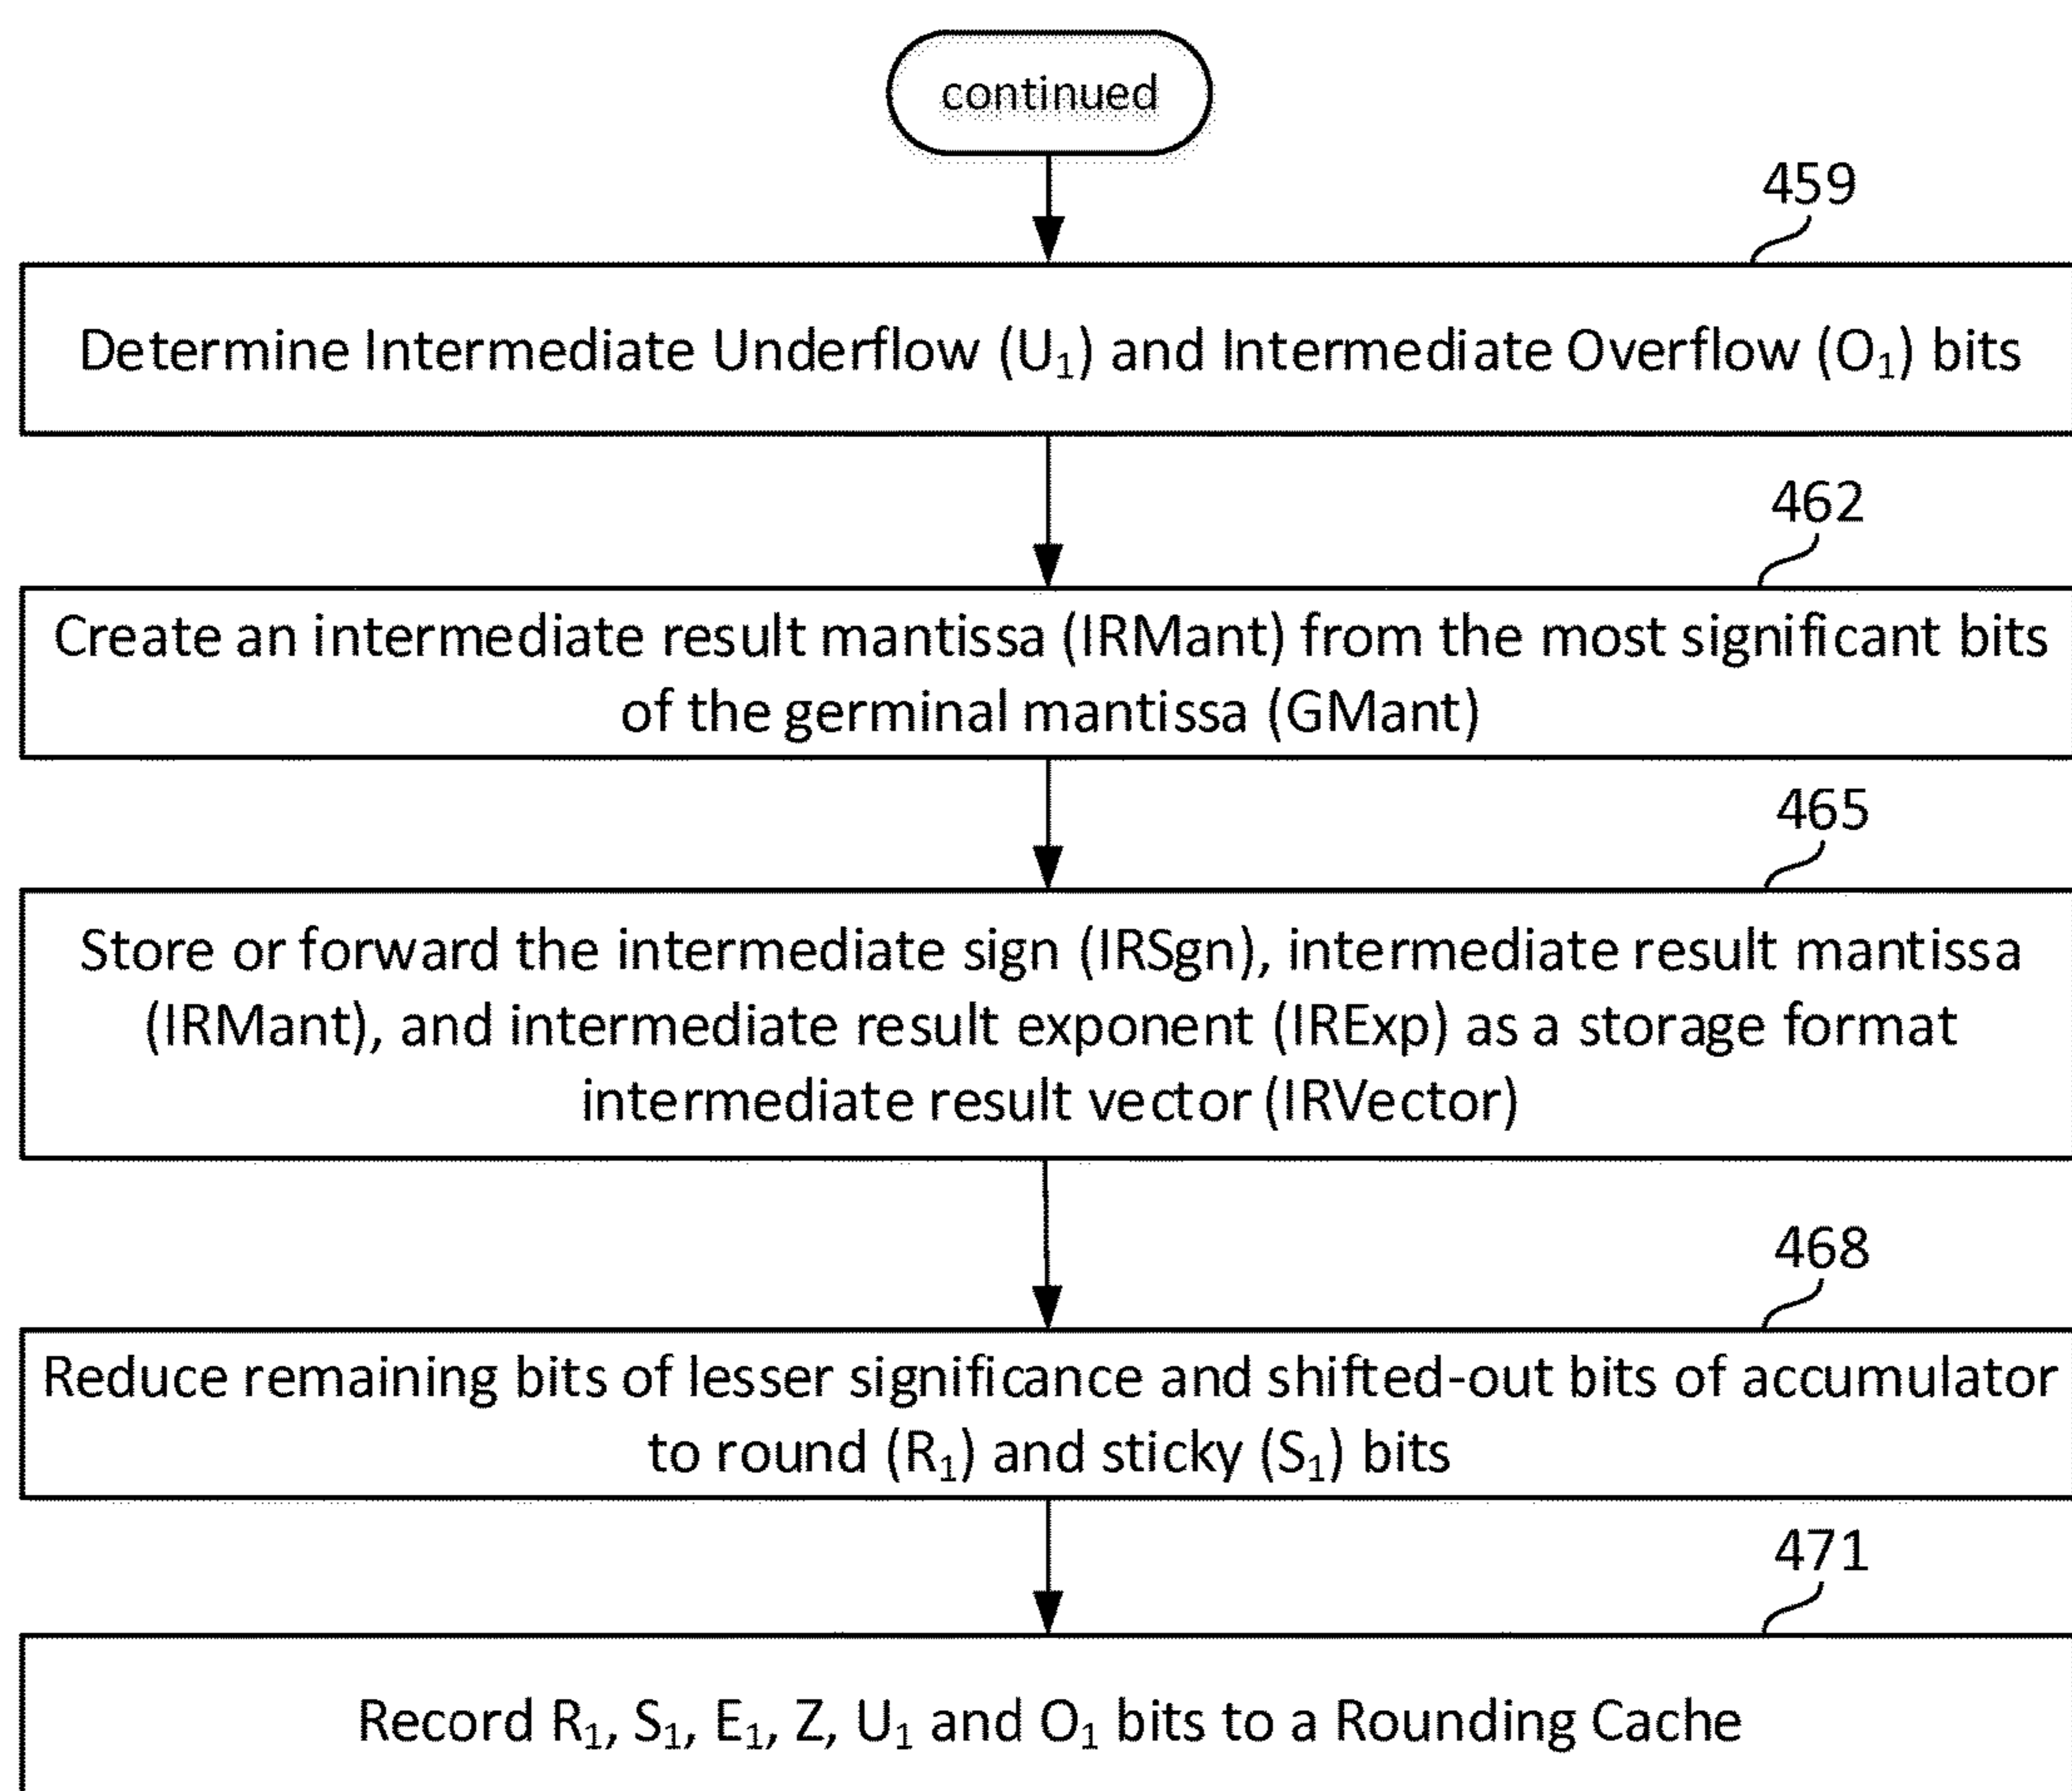 continued
459
Determine Intermediate Underflow (U₁) and Intermediate Overflow (O₁) bits
462
Create an intermediate result mantissa (IRMant) from the most significant bits
of the germinal mantissa (GMant)
465
Store or forward the intermediate sign (IRSgn), intermediate result mantissa
(IRMant), and intermediate result exponent (IRExp) as a storage format
intermediate result vector (IRVector)
468
Reduce remaining bits of lesser significance and shifted-out bits of accumulator
to round (R₁) and sticky (S₁) bits
471
Record R₁, S₁, E₁, Z, U₁ and O₁ bits to a Rounding Cache